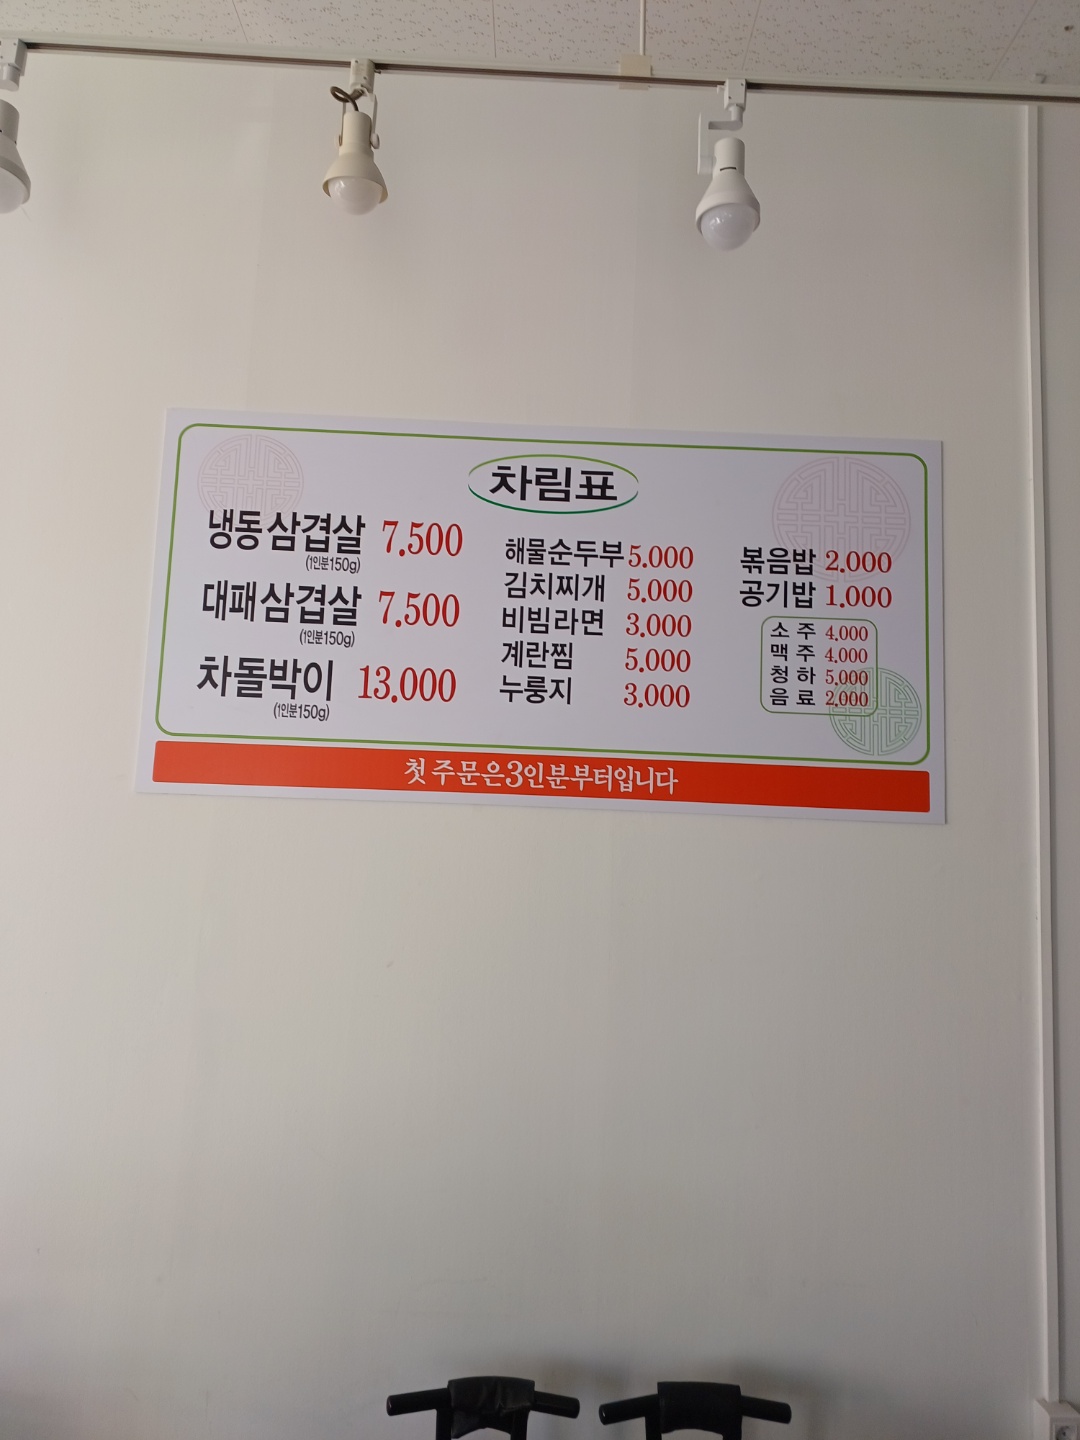 차림표
냉동삼겹살 7.500
(1인분150g)
대패삼겹살 7.500
(1인분150g)
차돌박이 13.000
(1인분150g)
해물순두부 5.000
김치찌개 5.000
비빔라면 3.000
계란찜 5.000
누룽지 3.000
볶음밥 2.000
공기밥 1.000
소주 4,000
맥주 4,000
청하 5,000
음료 2,000
첫 주문은3인분부터입니다